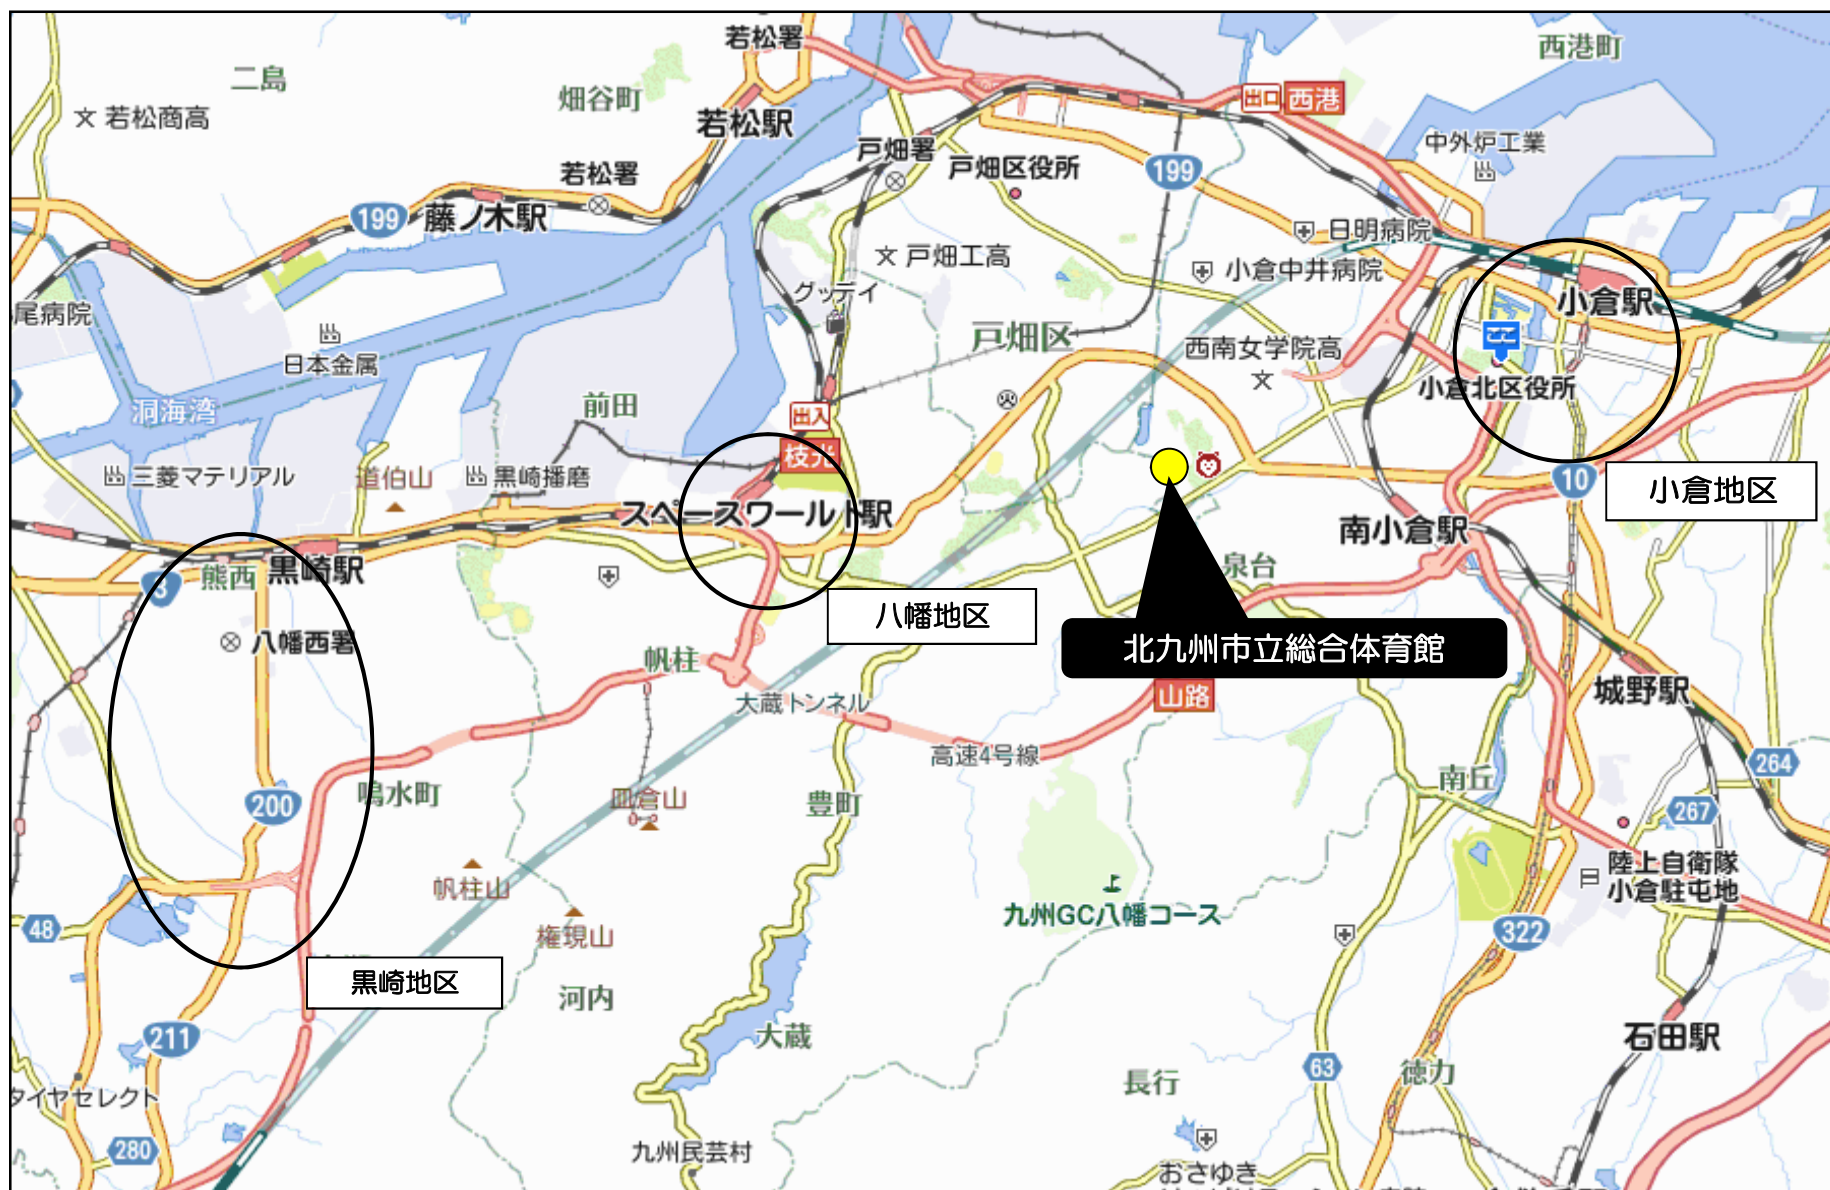 若松署
西港町
二島
畑谷町
出口
西港
若松商高
若松駅
中外炉工業
戸畑署
戸畑区役所
199
若松署
199
藤ノ木駅
日明病院
戸畑工高
小倉中井病院
グッデイ
尾病院
小倉駅
戸畑区
ここ
西南女学院高
日本金属
小倉北区役所
洞海湾
前田
出入
枝光
三菱マテリアル
道伯山
黒崎播磨
10
小倉地区
スペースワールド駅
南小倉駅
熊西
黒崎駅
3
泉台
八幡地区
八幡西署
北九州市立総合体育館
帆柱
山路
城野駅
大蔵トンネル
高速4号線
264
南丘
鳴水町
200
皿倉山
豊町
267
陸上自衛隊
小倉駐屯地
帆柱山
九州GC八幡コース
48
権現山
322
黒崎地区
河内
大蔵
211
石田駅
63
徳力
長行
タイヤセレクト
280
九州民芸村
おさゆき